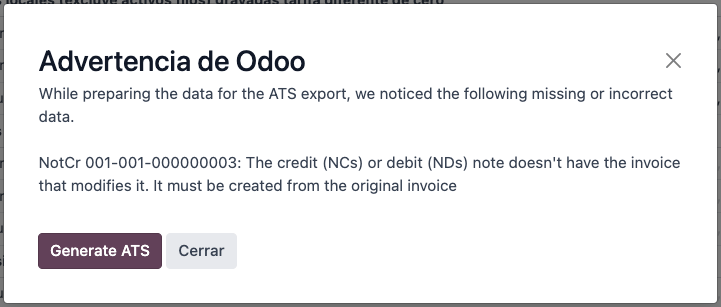 locales (excluye activos fijos) gravadas tarifa diferente de cero
Advertencia de Odoo
While preparing the data for the ATS export, we noticed the following missing or incorrect
data.
NotCr 001-001-000000003: The credit (NCs) or debit (NDs) note doesn't have the invoice
that modifies it. It must be created from the original invoice
Generate ATS
Cerrar